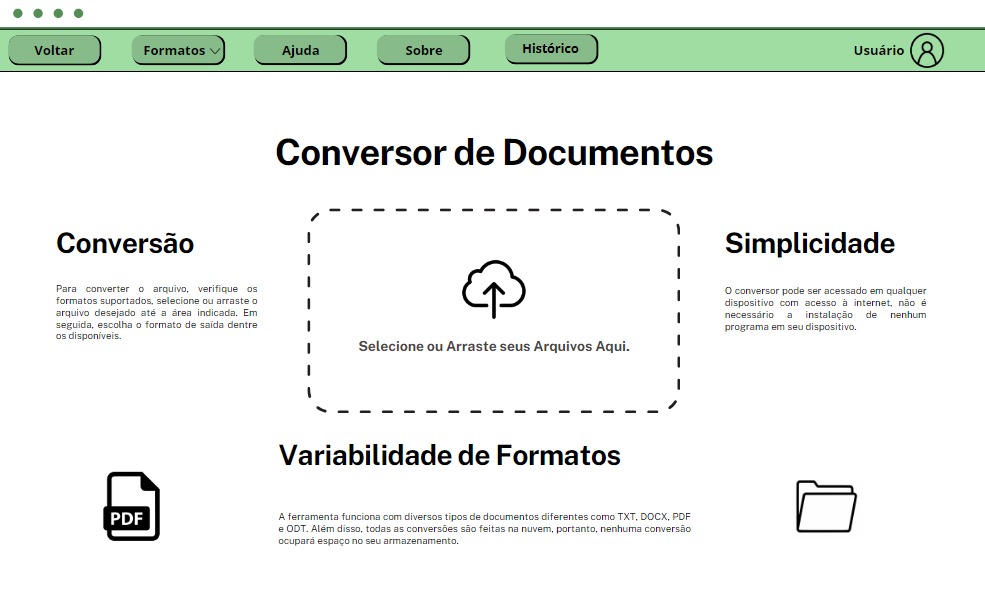 Voltar
Formatos
Ajuda
Sobre
Histórico
Usuário
Conversor de Documentos
Conversão
Para converter o arquivo, verifique os
formatos suportados, selecione ou arraste o
arquivo desejado até a área indicada. Em
seguida, escolha o formato de saída dentre
os disponíveis.
Selecione ou Arraste seus Arquivos Aqui.
Simplicidade
O conversor pode ser acessado em qualquer
dispositivo com acesso à internet, não é
necessário a instalação de nenhum
programa em seu dispositivo.
Variabilidade de Formatos
A ferramenta funciona com diversos tipos de documentos diferentes como TXT, DOCX, PDF
e ODT. Além disso, todas as conversões são feitas na nuvem, portanto, nenhuma conversão
ocupará espaço no seu armazenamento.
PDF